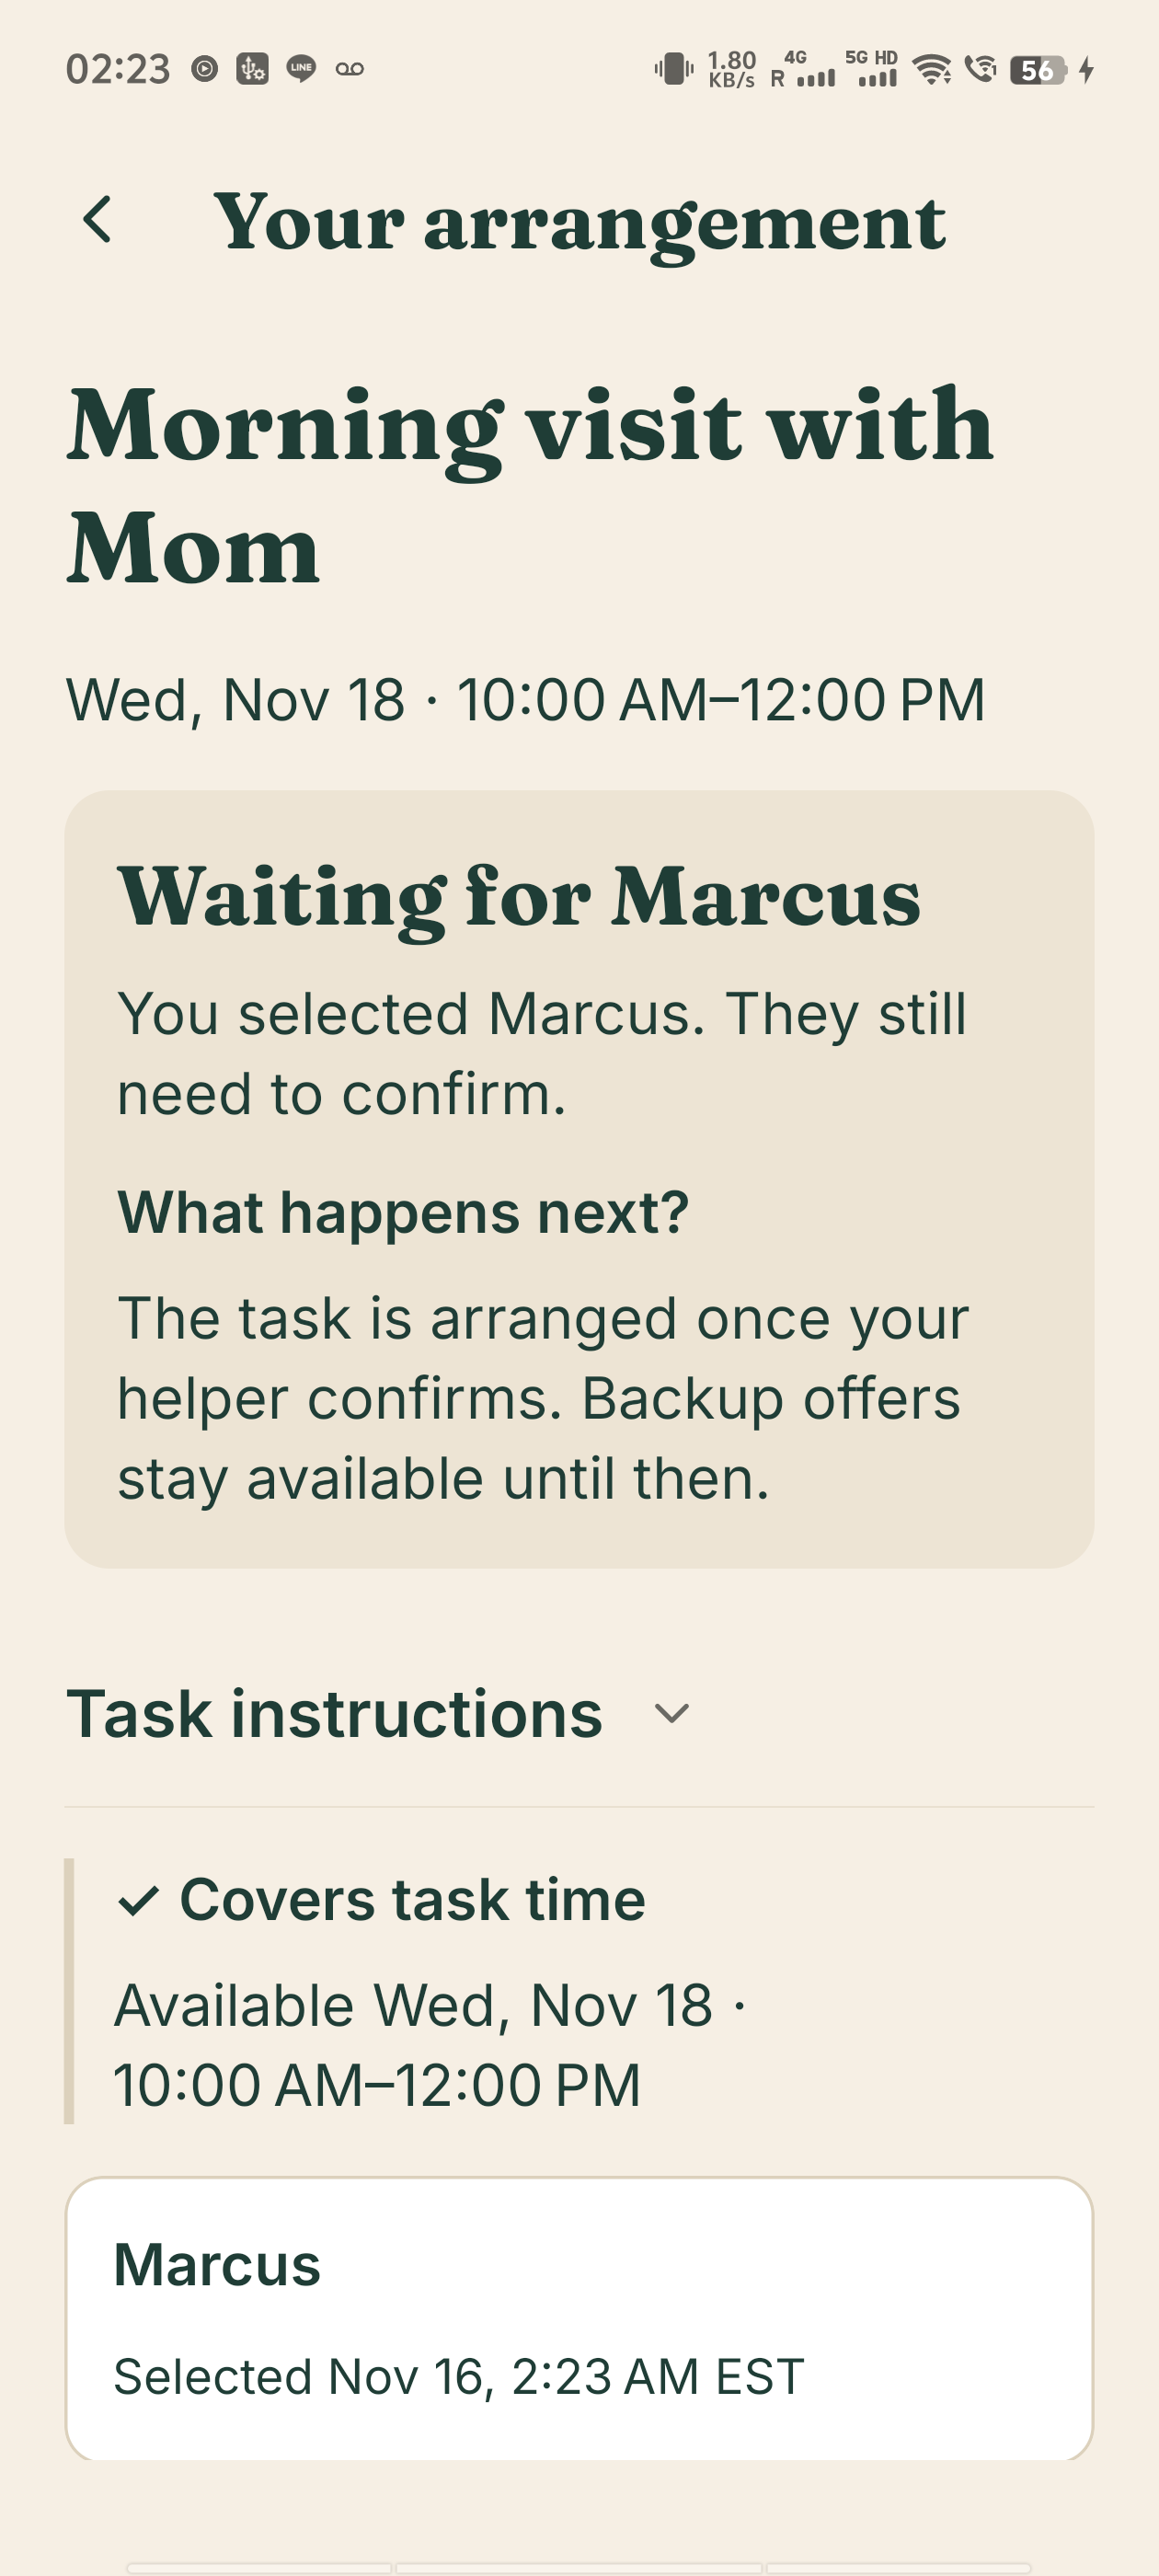 02:23
LINE
1.80
KB/s
R
4G
5G HD
56
Your arrangement
Morning visit with
Mom
Wed, Nov 18 · 10:00 AM–12:00 PM
Waiting for Marcus
You selected Marcus. They still
need to confirm.
What happens next?
The task is arranged once your
helper confirms. Backup offers
stay available until then.
Task instructions
✓ Covers task time
Available Wed, Nov 18 ·
10:00 AM–12:00 PM
Marcus
Selected Nov 16, 2:23 AM EST